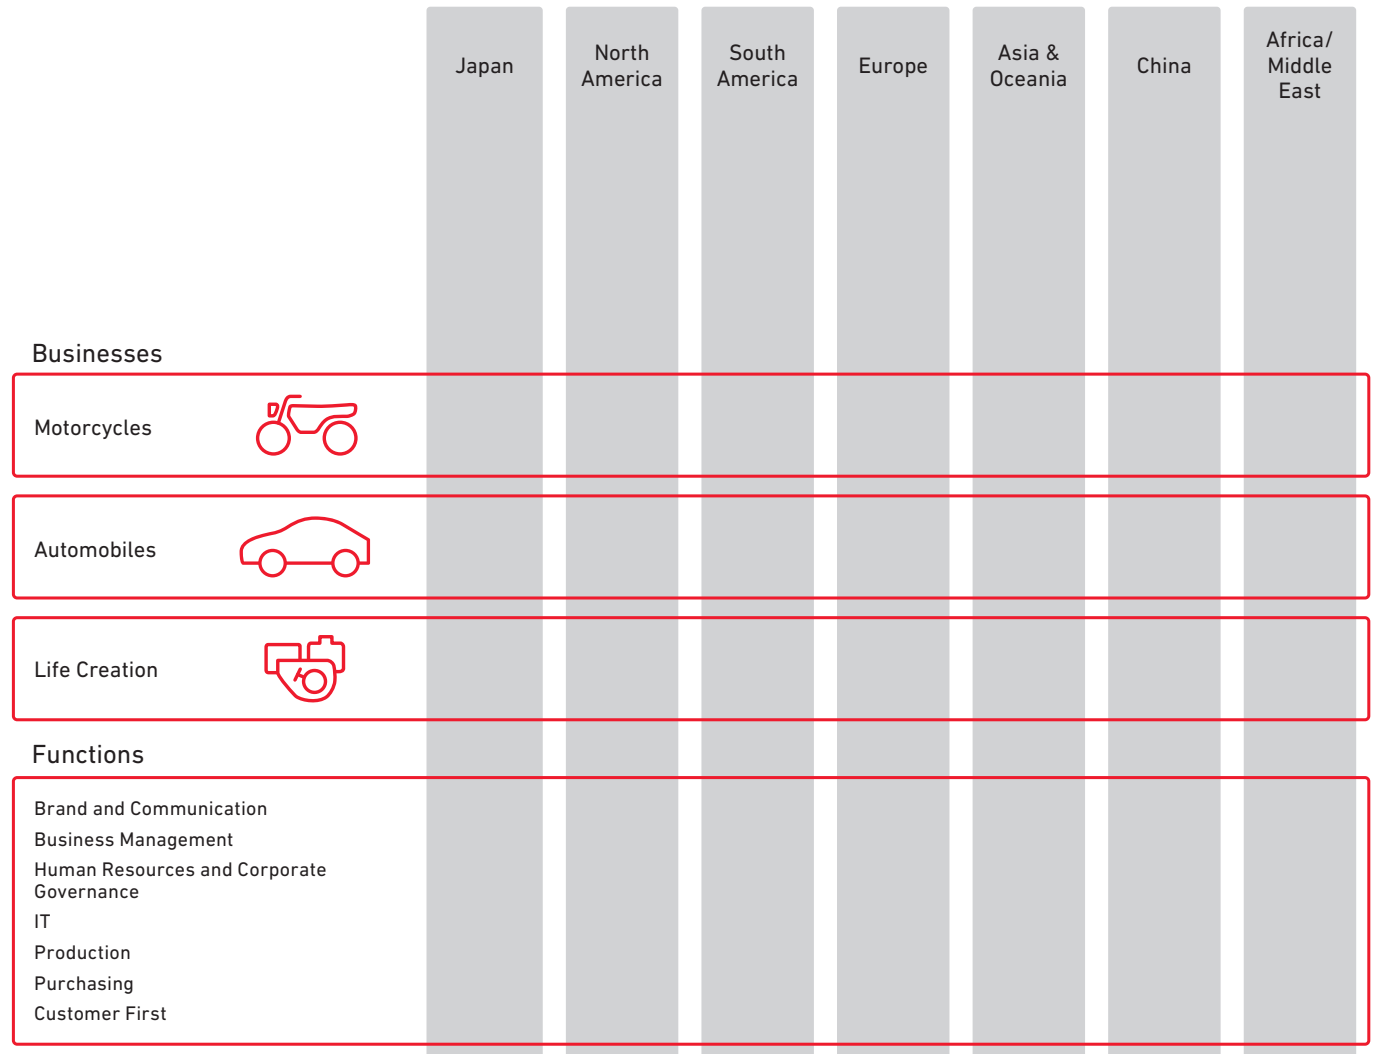 Japan
North
America
South
America
Europe
Asia &
Oceania
China
Africa/
Middle
East
Businesses
Motorcycles
Automobiles
Life Creation
Functions
Brand and Communication
Business Management
Human Resources and Corporate
Governance
IT
Production
Purchasing
Customer First